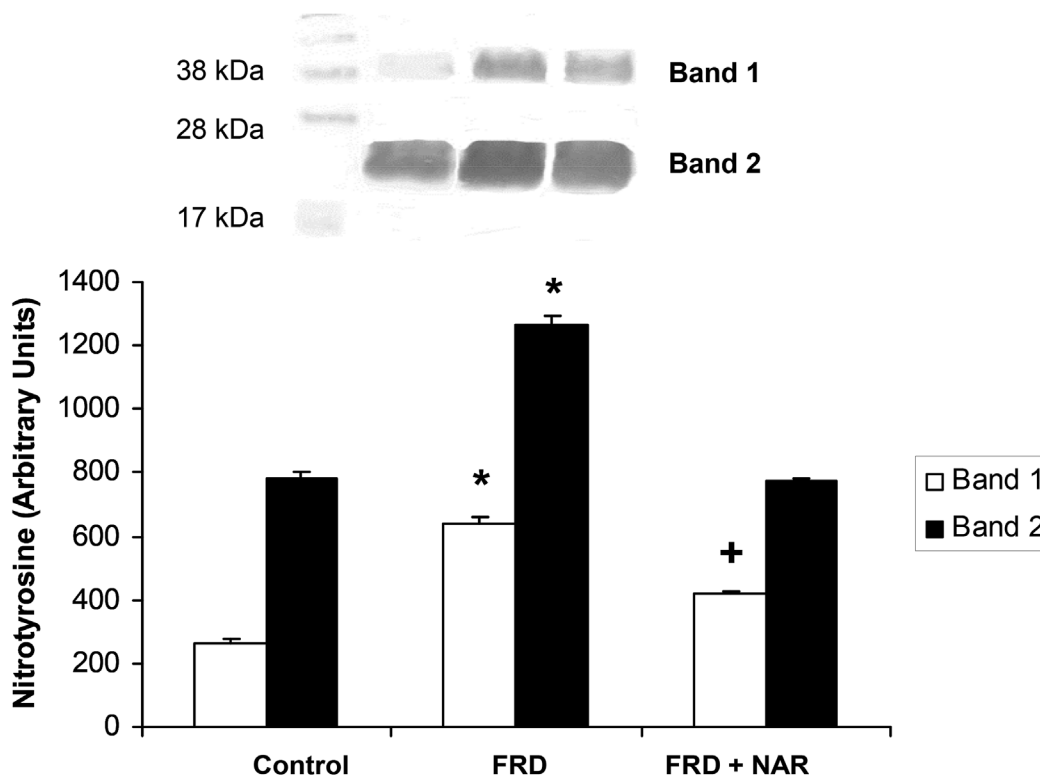 38 kDa
Band 1
28 kDa
Band 2
17 kDa
Nitrotyrosine (Arbitrary Units)
1400
1200
1000
800
600
400
200
0
*
*
+
Band 1
Band 2
Control FRD FRD + NAR